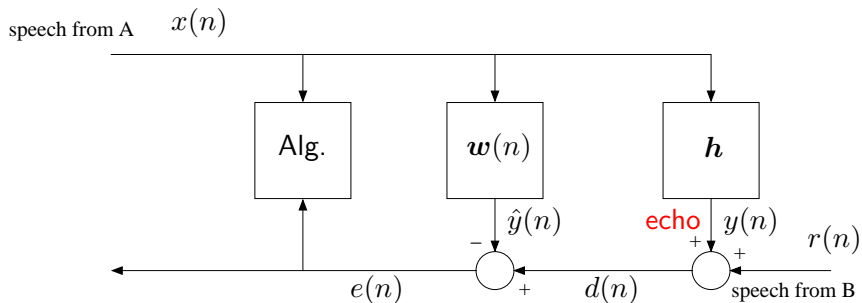 speech from A
x(n)
Alg.
w(n)
h
ŷ(n)
echo
y(n)
r(n)
−
+
+
+
e(n)
d(n)
speech from B